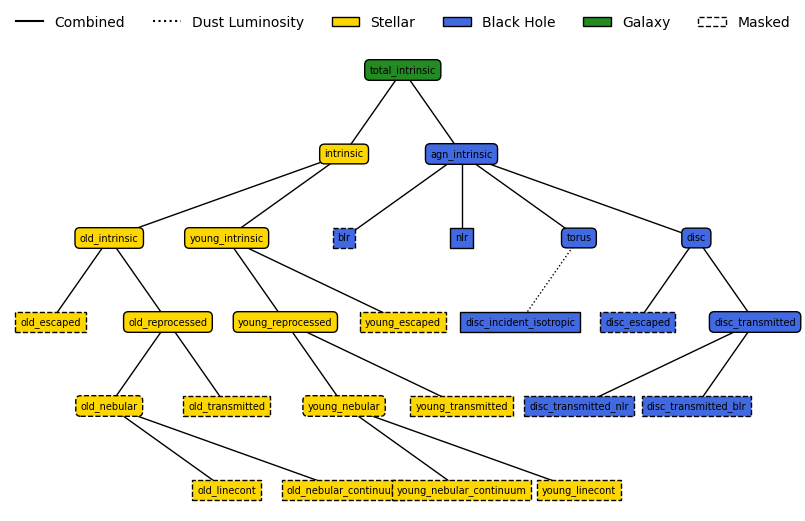 Combined Dust Luminosity Stellar Black Hole Galaxy Masked
total_intrinsic
intrinsic agn_intrinsic
old_intrinsic young_intrinsic blr nlr torus disc
old_escaped old_reprocessed young_reprocessed young_escaped disc_incident_isotropic disc_escaped disc_transmitted
old_nebular old_transmitted young_nebular young_transmitted disc_transmitted_nlr disc_transmitted_blr
old_linecont old_nebular_continuu young_nebular_continuum young_linecont